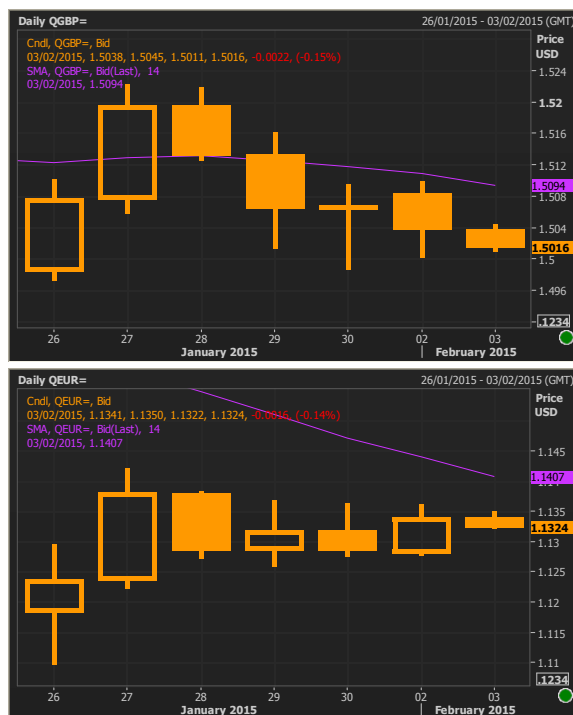 Daily QGBP= 26/01/2015 - 03/02/2015 (GMT)
Cndl, QGBP=, Bid Price
03/02/2015, 1.5038, 1.5045, 1.5011, 1.5016, -0.0022, (-0.15%) USD
SMA, QGBP=, Bid(Last), 14
03/02/2015, 1.5094
1.524
1.52
1.516
1.512
1.5094
1.508
1.504
1.5016
1.5
1.496
.1234
26 27 28 29 30 02 03
January 2015 February 2015
Daily QEUR= 26/01/2015 - 03/02/2015 (GMT)
Cndl, QEUR=, Bid Price
03/02/2015, 1.1341, 1.1350, 1.1322, 1.1324, -0.0016, (-0.14%) USD
SMA, QEUR=, Bid(Last), 14
03/02/2015, 1.1407
1.145
1.1407
1.135
1.1324
1.13
1.125
1.12
1.115
1.11
.1234
26 27 28 29 30 02 03
January 2015 February 2015